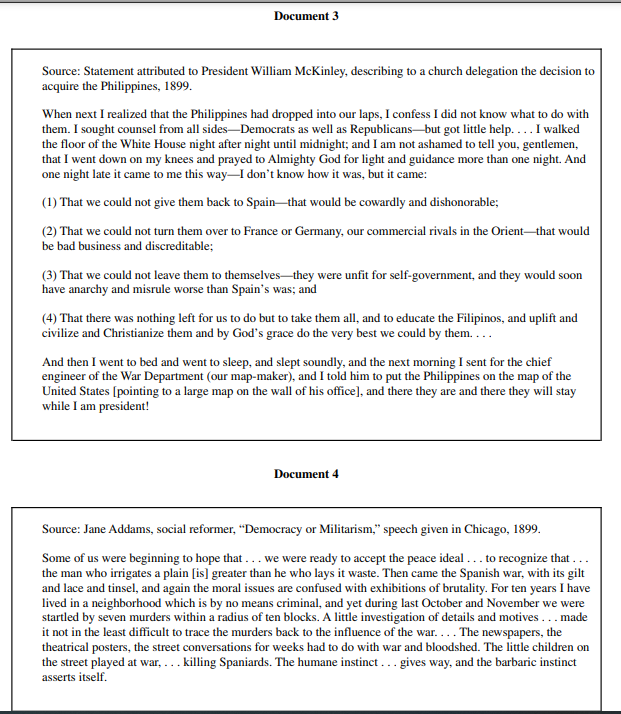 Document 3
Source: Statement attributed to President William McKinley, describing to a church delegation the decision to
acquire the Philippines, 1899.
When next I realized that the Philippines had dropped into our laps, I confess I did not know what to do with
them. I sought counsel from all sides—Democrats as well as Republicans—but got little help. . . . I walked
the floor of the White House night after night until midnight; and I am not ashamed to tell you, gentlemen,
that I went down on my knees and prayed to Almighty God for light and guidance more than one night. And
one night late it came to me this way—I don’t know how it was, but it came:
(1) That we could not give them back to Spain—that would be cowardly and dishonorable;
(2) That we could not turn them over to France or Germany, our commercial rivals in the Orient—that would
be bad business and discreditable;
(3) That we could not leave them to themselves—they were unfit for self-government, and they would soon
have anarchy and misrule worse than Spain’s was; and
(4) That there was nothing left for us to do but to take them all, and to educate the Filipinos, and uplift and
civilize and Christianize them and by God’s grace do the very best we could by them. . . .
And then I went to bed and went to sleep, and slept soundly, and the next morning I sent for the chief
engineer of the War Department (our map-maker), and I told him to put the Philippines on the map of the
United States [pointing to a large map on the wall of his office], and there they are and there they will stay
while I am president!
Document 4
Source: Jane Addams, social reformer, “Democracy or Militarism,” speech given in Chicago, 1899.
Some of us were beginning to hope that . . . we were ready to accept the peace ideal . . . to recognize that . . .
the man who irrigates a plain [is] greater than he who lays it waste. Then came the Spanish war, with its gilt
and lace and tinsel, and again the moral issues are confused with exhibitions of brutality. For ten years I have
lived in a neighborhood which is by no means criminal, and yet during last October and November we were
startled by seven murders within a radius of ten blocks. A little investigation of details and motives . . . made
it not in the least difficult to trace the murders back to the influence of the war. . . . The newspapers, the
theatrical posters, the street conversations for weeks had to do with war and bloodshed. The little children on
the street played at war, . . . killing Spaniards. The humane instinct . . . gives way, and the barbaric instinct
asserts itself.